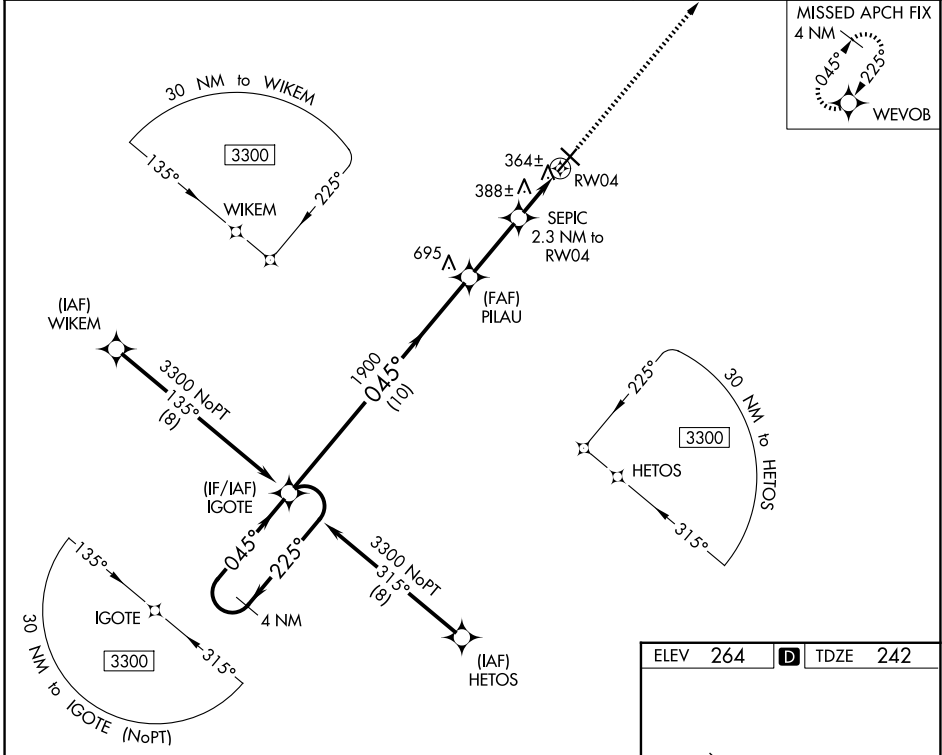 MISSED APCH FIX
4 NM
045°
225°
WEVOB
30 NM to WIKEM
3300
135°
225°
WIKEM
364±
RW04
388±
SEPIC
2.3 NM to
RW04
695
(FAF)
PILAU
(IAF)
WIKEM
3300 NoPT
135°
(8)
1900
045°
(10)
(IF/IAF)
IGOTE
045°
225°
4 NM
225°
30 NM to HETOS
3300
HETOS
315°
3300 NoPT
315°
(8)
(IAF)
HETOS
135°
IGOTE
3300
315°
30 NM to IGOTE (NoPT)
ELEV 264 D TDZE 242